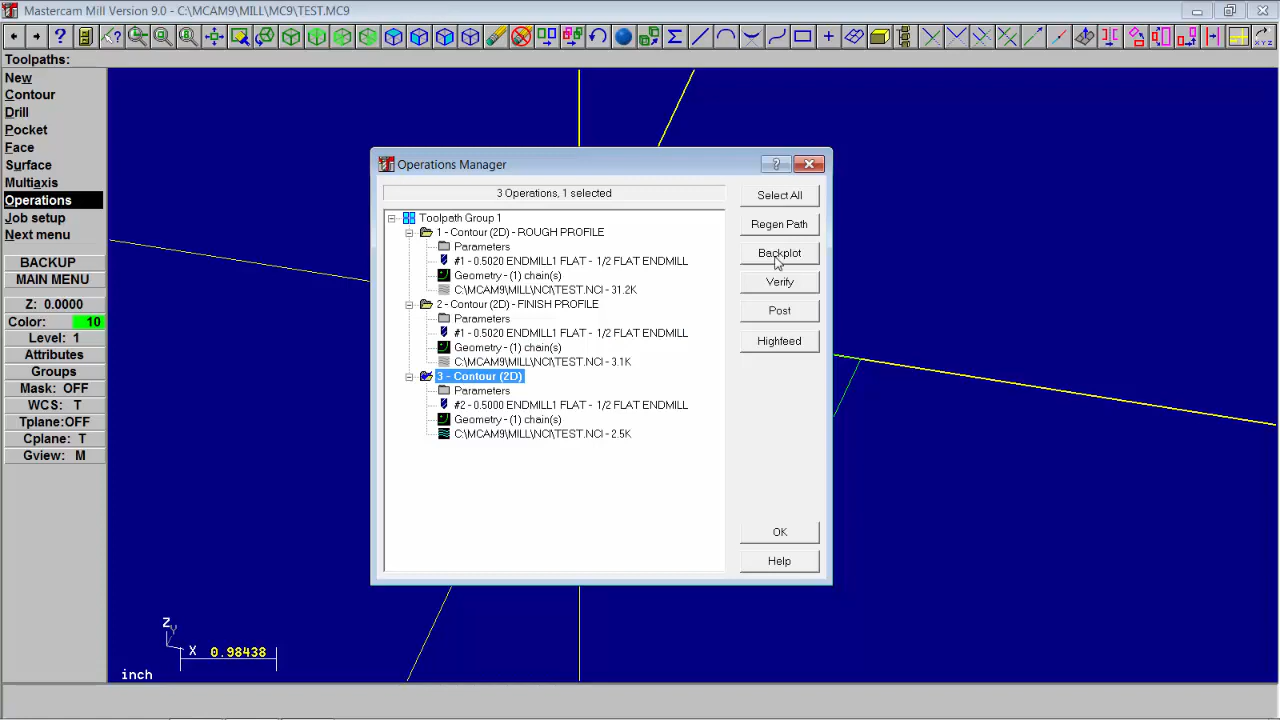 Mastercam Mill Version 9.0 - C:\MCAM9\MILL\MC9\TEST.MC9
Toolpaths:
New
Contour
Drill
Pocket
Face
Surface
Multiaxis
Operations
Job setup
Next menu
BACKUP
MAIN MENU
Z: 0.0000
Color: 10
Level: 1
Attributes
Groups
Mask: OFF
WCS: T
Tplane:OFF
Cplane: T
Gview: M
Operations Manager
3 Operations, 1 selected
Toolpath Group 1
1 - Contour (2D) - ROUGH PROFILE
Parameters
#1 - 0.5020 ENDMILL1 FLAT - 1/2 FLAT ENDMILL
Geometry - (1) chain(s)
C:\MCAM9\MILL\NCI\TEST.NCI - 31.2K
2 - Contour (2D) - FINISH PROFILE
Parameters
#1 - 0.5020 ENDMILL1 FLAT - 1/2 FLAT ENDMILL
Geometry - (1) chain(s)
C:\MCAM9\MILL\NCI\TEST.NCI - 3.1K
3 - Contour (2D)
Parameters
#2 - 0.5000 ENDMILL1 FLAT - 1/2 FLAT ENDMILL
Geometry - (1) chain(s)
C:\MCAM9\MILL\NCI\TEST.NCI - 2.5K
Select All
Regen Path
Backplot
Verify
Post
Highfeed
OK
Help
Z
Y
X 0.98438
inch